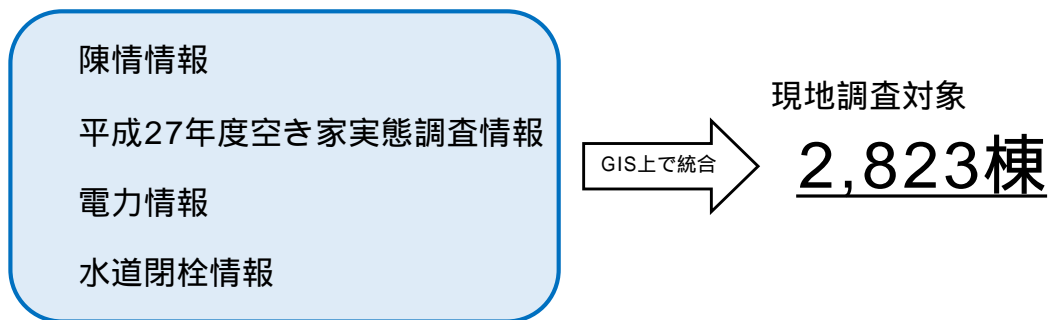 陳情情報
平成27年度空き家実態調査情報
電力情報
水道閉栓情報
GIS上で統合
現地調査対象
2,823棟